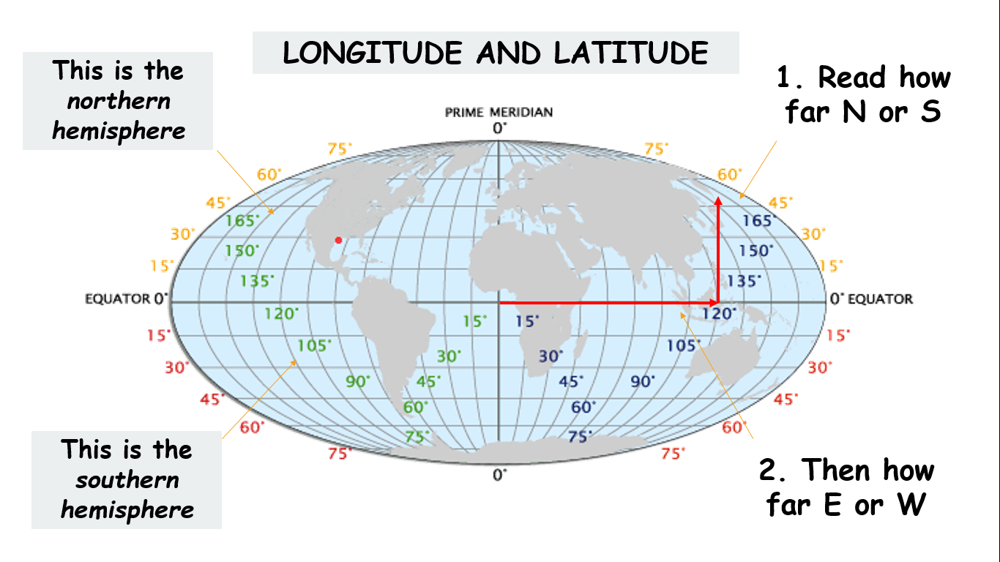 LONGITUDE AND LATITUDE
This is the
northern
hemisphere
1. Read how
far N or S
PRIME MERIDIAN
0°
75° 75°
60° 60°
45° 45°
165° 165°
30° 30°
150° 150°
15° 15°
135° 135°
EQUATOR 0° 0° EQUATOR
120° 120°
15° 15° 15° 15°
105° 105°
30° 30° 30° 30°
90° 45° 45° 90°
45° 45°
60° 60°
60° 60°
75° 75°
75° 75°
0°
This is the
southern
hemisphere
2. Then how
far E or W